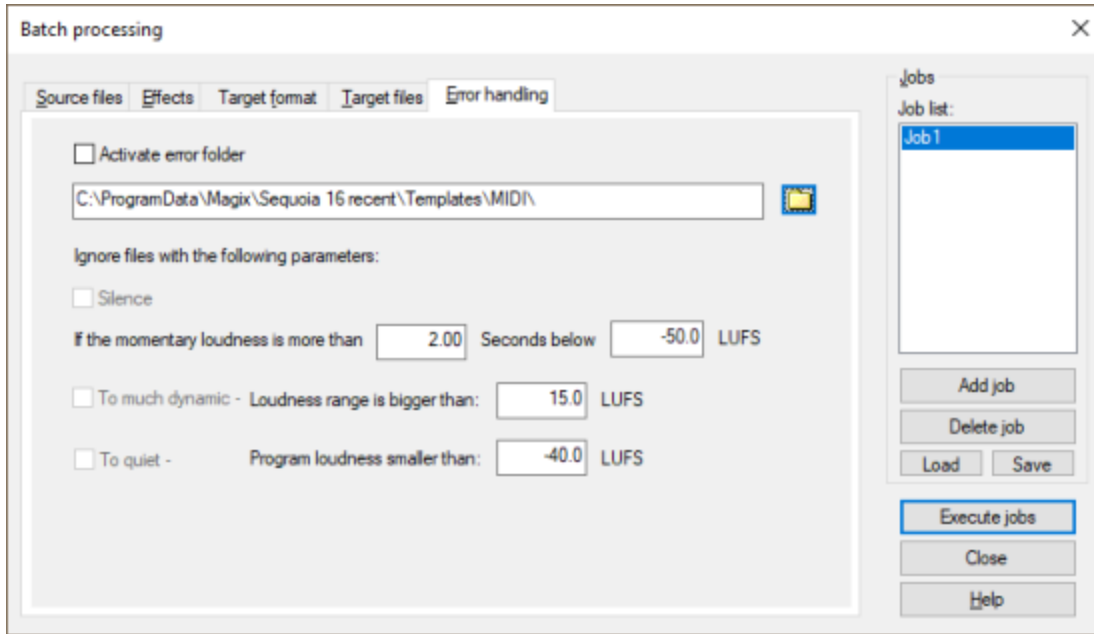 Batch processing
Source files Effects Target format Target files Error handling
Activate error folder
C:\ProgramData\Magix\Sequoia 16 recent\Templates\MIDI\
Ignore files with the following parameters:
Silence
If the momentary loudness is more than 2.00 Seconds below -50.0 LUFS
To much dynamic - Loudness range is bigger than: 15.0 LUFS
To quiet - Program loudness smaller than: -40.0 LUFS
Jobs
Job list:
Job1
Add job
Delete job
Load Save
Execute jobs
Close
Help